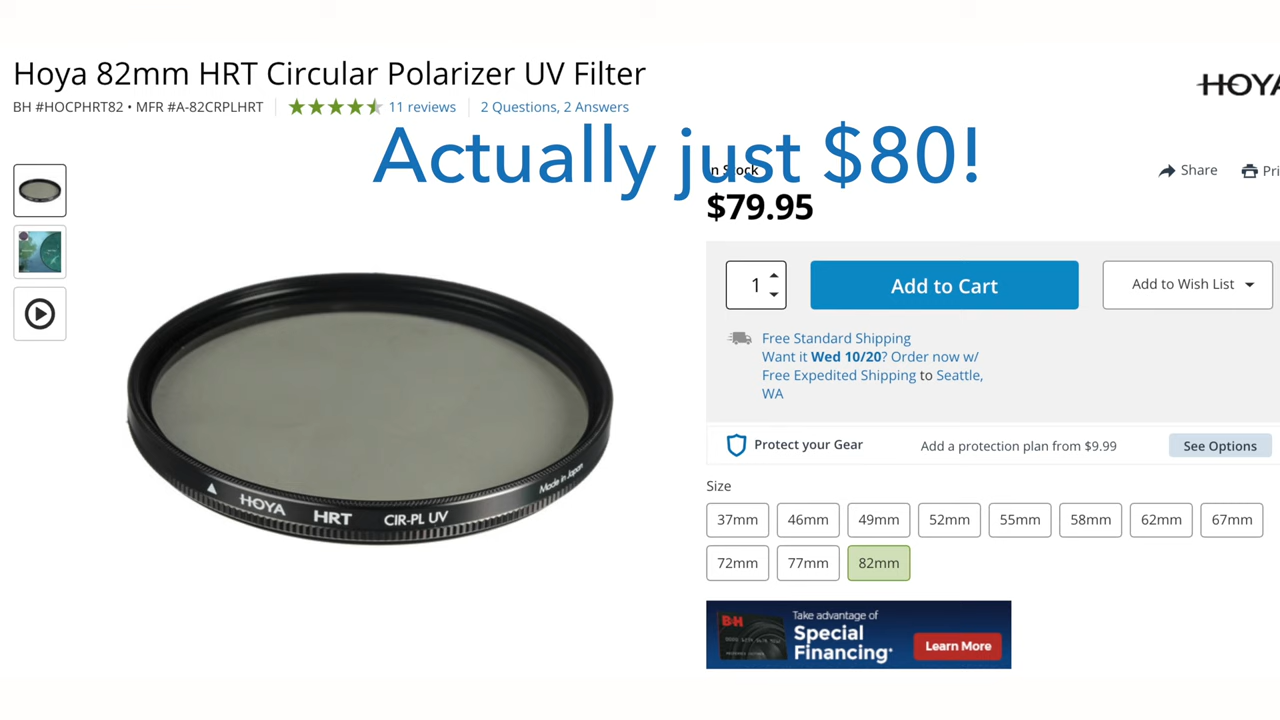 Hoya 82mm HRT Circular Polarizer UV Filter
BH #HOCPHRT82 • MFR #A-82CRPLHRT
11 reviews
2 Questions, 2 Answers
HOYA
Actually just $80!
In Stock
$79.95
Share
Pri
1
Add to Cart
Add to Wish List
Free Standard Shipping
Want it Wed 10/20? Order now w/
Free Expedited Shipping to Seattle,
WA
Protect your Gear
Add a protection plan from $9.99
See Options
HOYA HRT CIR-PL UV Made in Japan
Size
37mm 46mm 49mm 52mm 55mm 58mm 62mm 67mm
72mm 77mm 82mm
B&H
Take advantage of
Special
Financing*
Learn More